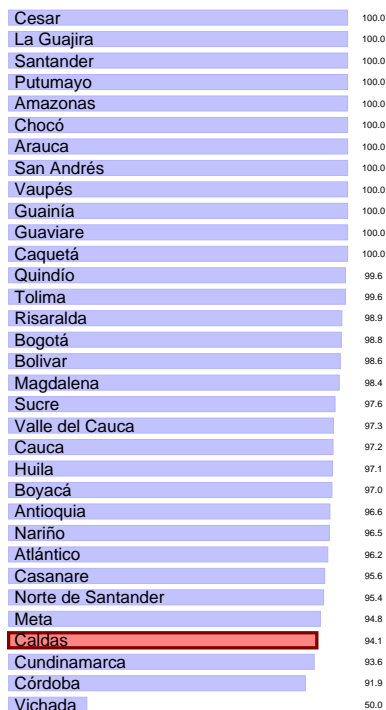 Cesar 100.0
La Guajira 100.0
Santander 100.0
Putumayo 100.0
Amazonas 100.0
Chocó 100.0
Arauca 100.0
San Andrés 100.0
Vaupés 100.0
Guainía 100.0
Guaviare 100.0
Caquetá 100.0
Quindío 99.6
Tolima 99.6
Risaralda 98.9
Bogotá 98.8
Bolivar 98.6
Magdalena 98.4
Sucre 97.6
Valle del Cauca 97.3
Cauca 97.2
Huila 97.1
Boyacá 97.0
Antioquia 96.6
Nariño 96.5
Atlántico 96.2
Casanare 95.6
Norte de Santander 95.4
Meta 94.8
Caldas 94.1
Cundinamarca 93.6
Córdoba 91.9
Vichada 50.0